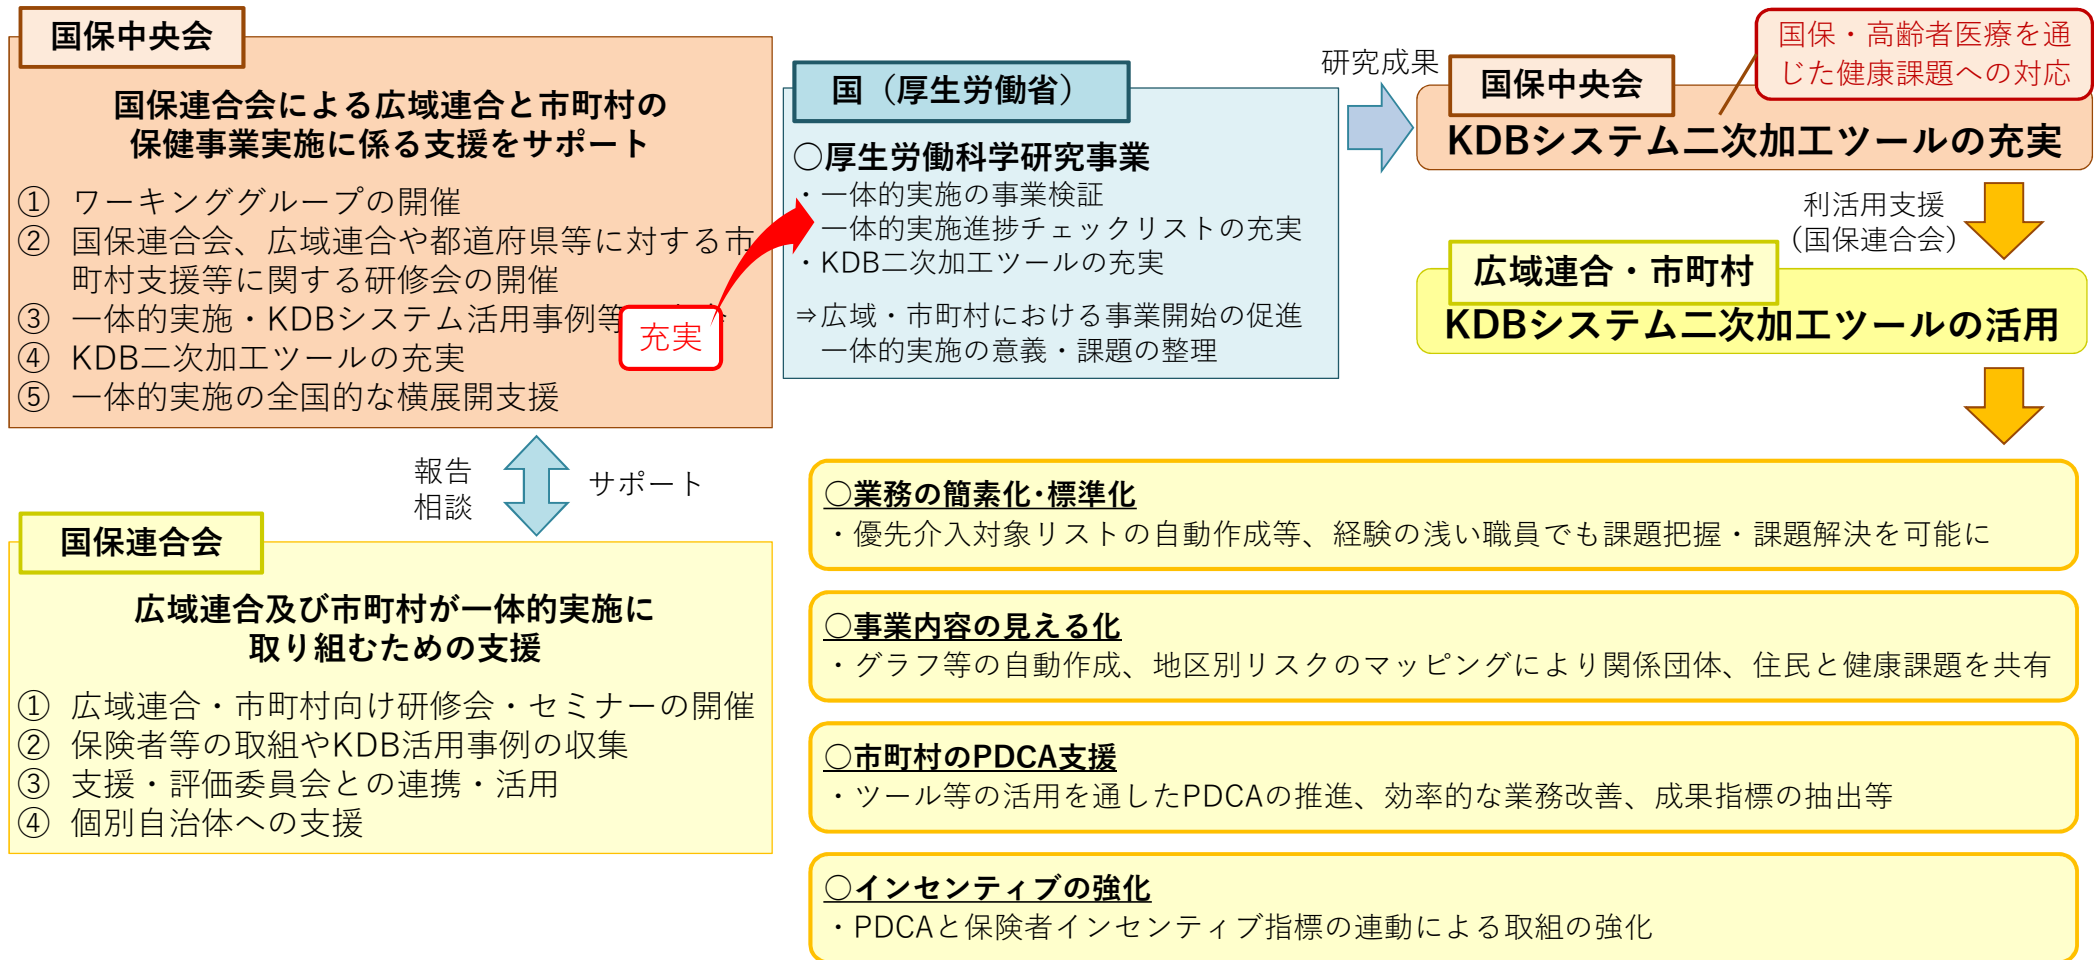 国保中央会
国保連合会による広域連合と市町村の
保健事業実施に係る支援をサポート
① ワーキンググループの開催
② 国保連合会、広域連合や都道府県等に対する市
町村支援等に関する研修会の開催
③ 一体的実施・KDBシステム活用事例等
④ KDB二次加工ツールの充実
⑤ 一体的実施の全国的な横展開支援
充実
報告
相談
サポート
国保連合会
広域連合及び市町村が一体的実施に
取り組むための支援
① 広域連合・市町村向け研修会・セミナーの開催
② 保険者等の取組やKDB活用事例の収集
③ 支援・評価委員会との連携・活用
④ 個別自治体への支援
国（厚生労働省）
○厚生労働科学研究事業
・一体的実施の事業検証
一体的実施進捗チェックリストの充実
・KDB二次加工ツールの充実
⇒広域・市町村における事業開始の促進
一体的実施の意義・課題の整理
研究成果
国保中央会
国保・高齢者医療を通
じた健康課題への対応
KDBシステム二次加工ツールの充実
利活用支援
（国保連合会）
広域連合・市町村
KDBシステム二次加工ツールの活用
○業務の簡素化･標準化
・優先介入対象リストの自動作成等、経験の浅い職員でも課題把握・課題解決を可能に
○事業内容の見える化
・グラフ等の自動作成、地区別リスクのマッピングにより関係団体、住民と健康課題を共有
○市町村のPDCA支援
・ツール等の活用を通したPDCAの推進、効率的な業務改善、成果指標の抽出等
○インセンティブの強化
・PDCAと保険者インセンティブ指標の連動による取組の強化